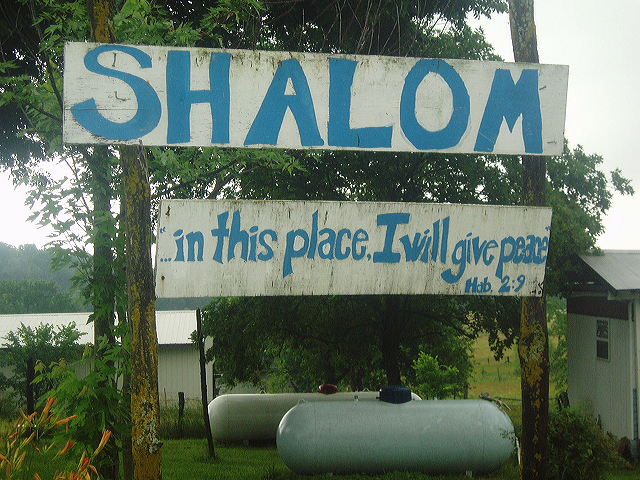 SHALOM
"...in this place, I will give peace"
Hab. 2:9